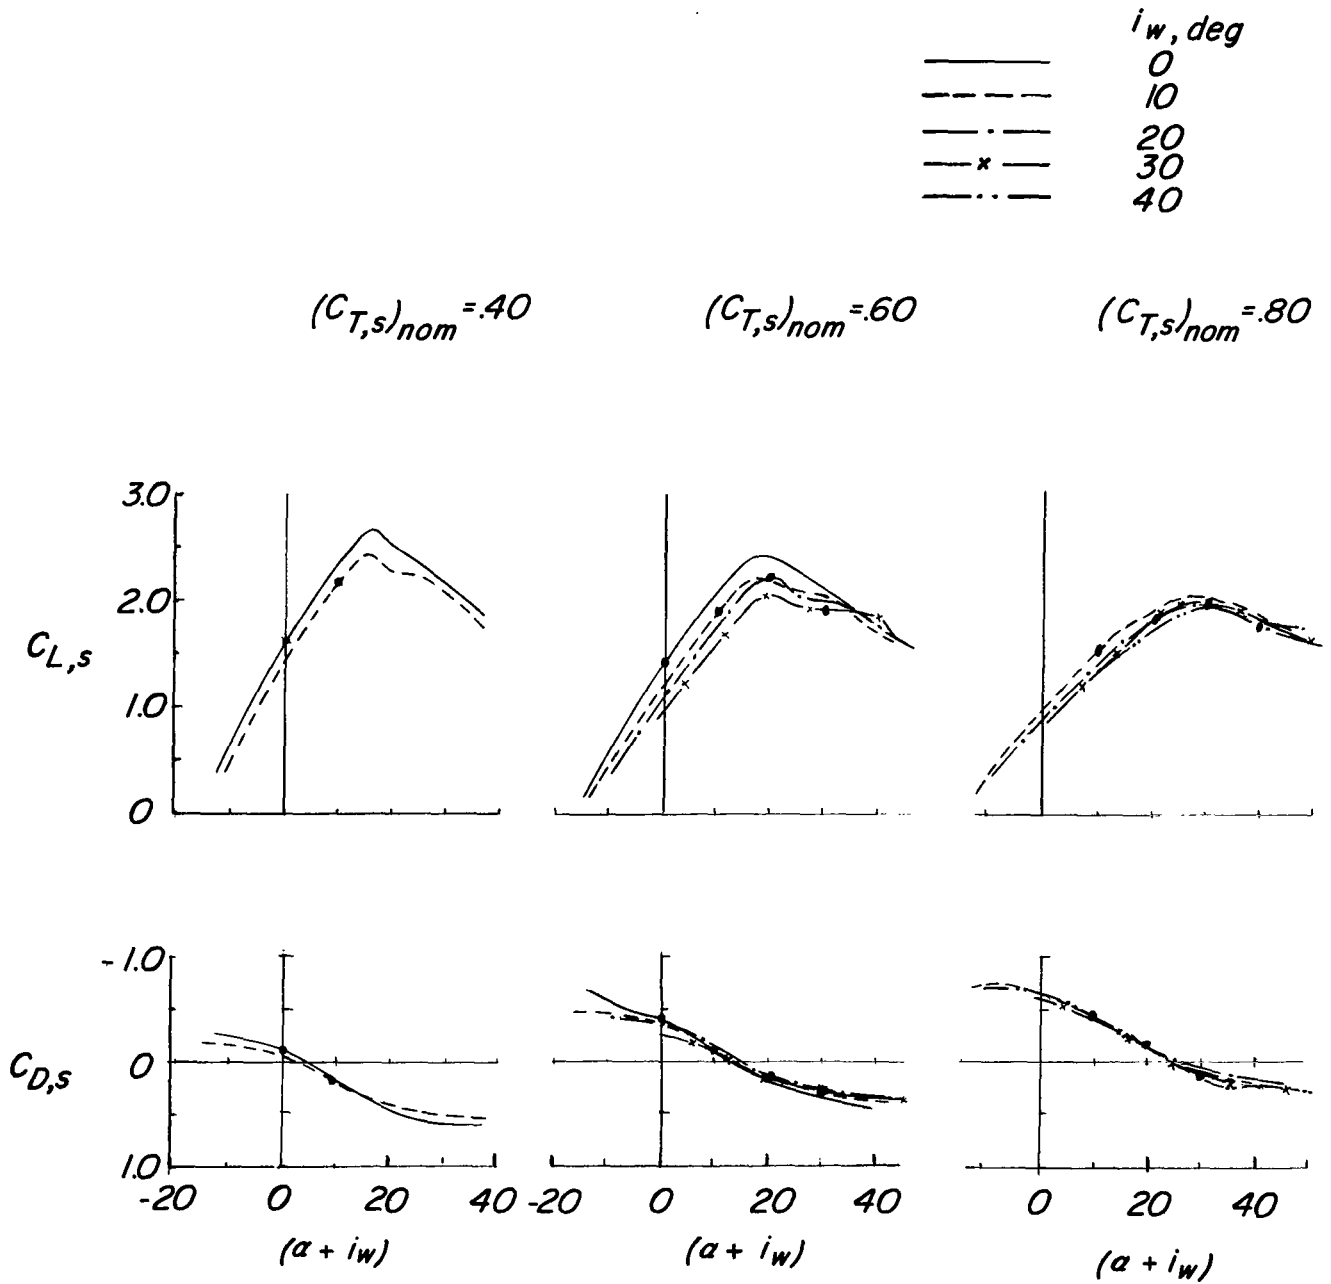 i_w, deg
0
10
20
30
40
(C_T,s)_nom = .40
(C_T,s)_nom = .60
(C_T,s)_nom = .80
3.0
2.0
C_L,s
1.0
0
-1.0
C_D,s
0
1.0
-20 0 20 40 -20 0 20 40 0 20 40
(α + i_w) (α + i_w) (α + i_w)